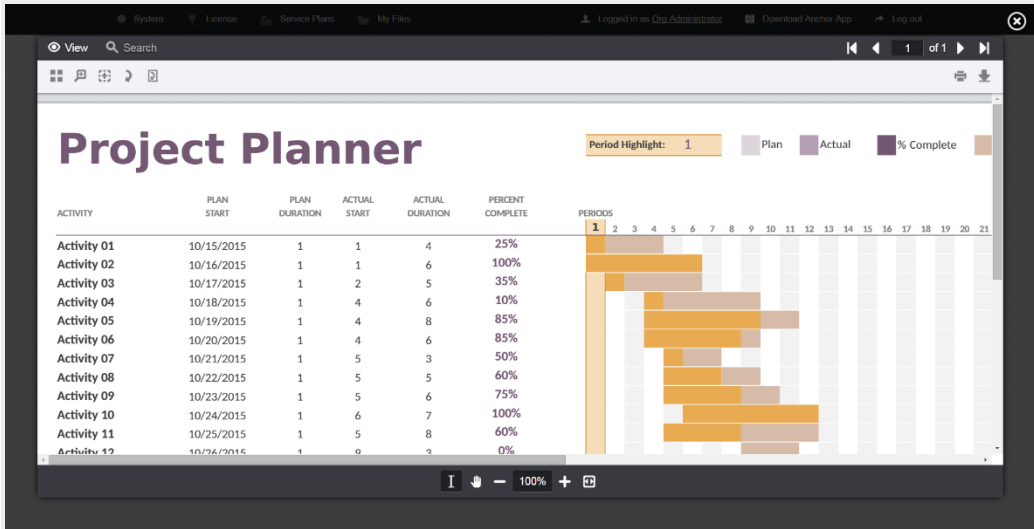 System License Service Plans My Files Logged in as Org Administrator Download Anchor App Log out
View Search 1 of 1
Project Planner
Period Highlight: 1 Plan Actual % Complete
ACTIVITY PLAN START PLAN DURATION ACTUAL START ACTUAL DURATION PERCENT COMPLETE PERIODS
1 2 3 4 5 6 7 8 9 10 11 12 13 14 15 16 17 18 19 20 21
Activity 01 10/15/2015 1 1 4 25%
Activity 02 10/16/2015 1 1 6 100%
Activity 03 10/17/2015 1 2 5 35%
Activity 04 10/18/2015 1 4 6 10%
Activity 05 10/19/2015 1 4 8 85%
Activity 06 10/20/2015 1 4 6 85%
Activity 07 10/21/2015 1 5 3 50%
Activity 08 10/22/2015 1 5 5 60%
Activity 09 10/23/2015 1 5 6 75%
Activity 10 10/24/2015 1 6 7 100%
Activity 11 10/25/2015 1 5 8 60%
Activity 12 10/26/2015 1 9 3 0%
100%